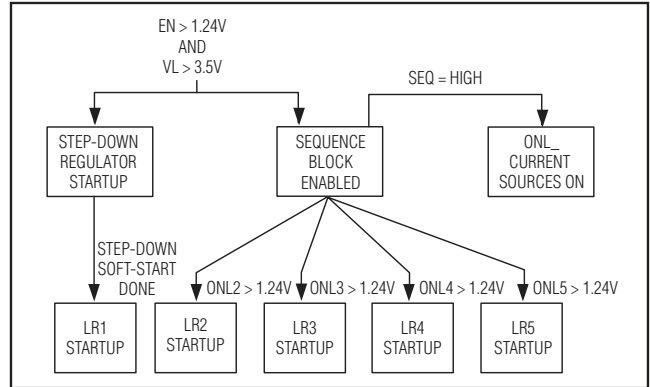 EN > 1.24V
AND
VL > 3.5V
SEQ = HIGH
STEP-DOWN
REGULATOR
STARTUP
SEQUENCE
BLOCK
ENABLED
ONL_
CURRENT
SOURCES ON
STEP-DOWN
SOFT-START
DONE
ONL2 > 1.24V
ONL3 > 1.24V
ONL4 > 1.24V
ONL5 > 1.24V
LR1
STARTUP
LR2
STARTUP
LR3
STARTUP
LR4
STARTUP
LR5
STARTUP